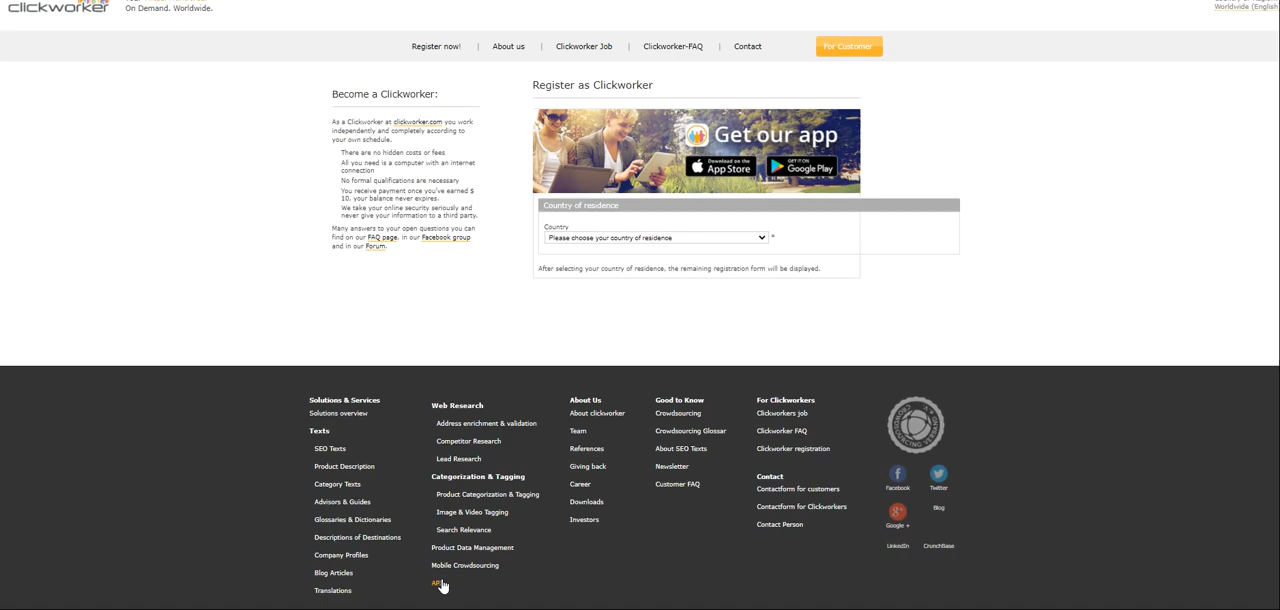 clickworker
On Demand. Worldwide.
Worldwide (English
Register now!
About us
Clickworker Job
Clickworker-FAQ
Contact
For Customer
Become a Clickworker:
As a Clickworker at clickworker.com you work
independently and completely according to
your own schedule.
There are no hidden costs or fees
All you need is a computer with an internet
connection
No formal qualifications are necessary
You receive payment once you've earned $
10, your balance never expires.
We take your online security seriously and
never give your information to a third party.
Many answers to your open questions you can
find on our FAQ page, in our Facebook group
and in our Forum.
Register as Clickworker
Get our app
Download on the
App Store
GET IT ON
Google Play
Country of residence
Country
Please choose your country of residence
*
After selecting your country of residence, the remaining registration form will be displayed.
Solutions & Services
Solutions overview
Texts
SEO Texts
Product Description
Category Texts
Advisors & Guides
Glossaries & Dictionaries
Descriptions of Destinations
Company Profiles
Blog Articles
Translations
Web Research
Address enrichment & validation
Competitor Research
Lead Research
Categorization & Tagging
Product Categorization & Tagging
Image & Video Tagging
Search Relevance
Product Data Management
Mobile Crowdsourcing
About Us
About clickworker
Team
References
Giving back
Career
Downloads
Investors
Good to Know
Crowdsourcing
Crowdsourcing Glossar
About SEO Texts
Newsletter
Customer FAQ
For Clickworkers
Clickworkers job
Clickworker FAQ
Clickworker registration
Contact
Contactform for customers
Contactform for Clickworkers
Contact Person
CROWDSOURCING VERBAND
Facebook
Twitter
Google +
Blog
LinkedIn
CrunchBase